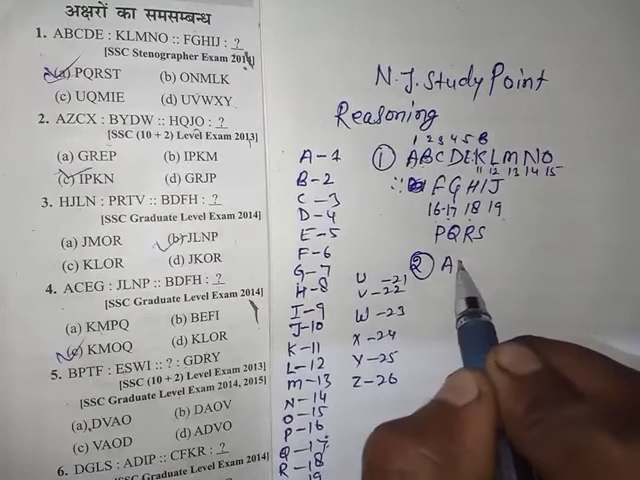 अक्षरों का समसम्बन्ध
1. ABCDE : KLMNO :: FGHIJ : ?
[SSC Stenographer Exam 2011]
(a) PQRST (b) ONMLK
(c) UQMIE (d) UVWXY
2. AZCX : BYDW :: HQJO : ?
[SSC (10 + 2) Level Exam 2013]
(a) GREP (b) IPKM
(c) IPKN (d) GRJP
3. HJLN : PRTV :: BDFH : ?
[SSC Graduate Level Exam 2014]
(a) JMOR (b) JLNP
(c) KLOR (d) JKOR
4. ACEG : JLNP :: BDFH : ?
[SSC Graduate Level Exam 2014]
(a) KMPQ (b) BEFI
(c) KMOQ (d) KLOR
5. BPTF : ESWI :: ? : GDRY
[SSC (10 + 2) Level Exam 2013]
[SSC Graduate Level Exam 2014, 2015]
(a) DVAO (b) DAOV
(c) VAOD (d) ADVO
6. DGLS : ADIP :: CFKR : ?
Graduate Level Exam 2014]
N.J. Study Point
Reasoning
1 2 3 4 5
1 ABCDE KLMNO
11 12 13 14 15
FGHIJ
16-17 18 19
PQRS
2 A
A-1
B-2
C-3
D-4
E-5
F-6
G-7
H-8
I-9
J-10
K-11
L-12
M-13
N-14
O-15
P-16
Q-17
R-18
19
U-21
V-22
W-23
X-24
Y-25
Z-26